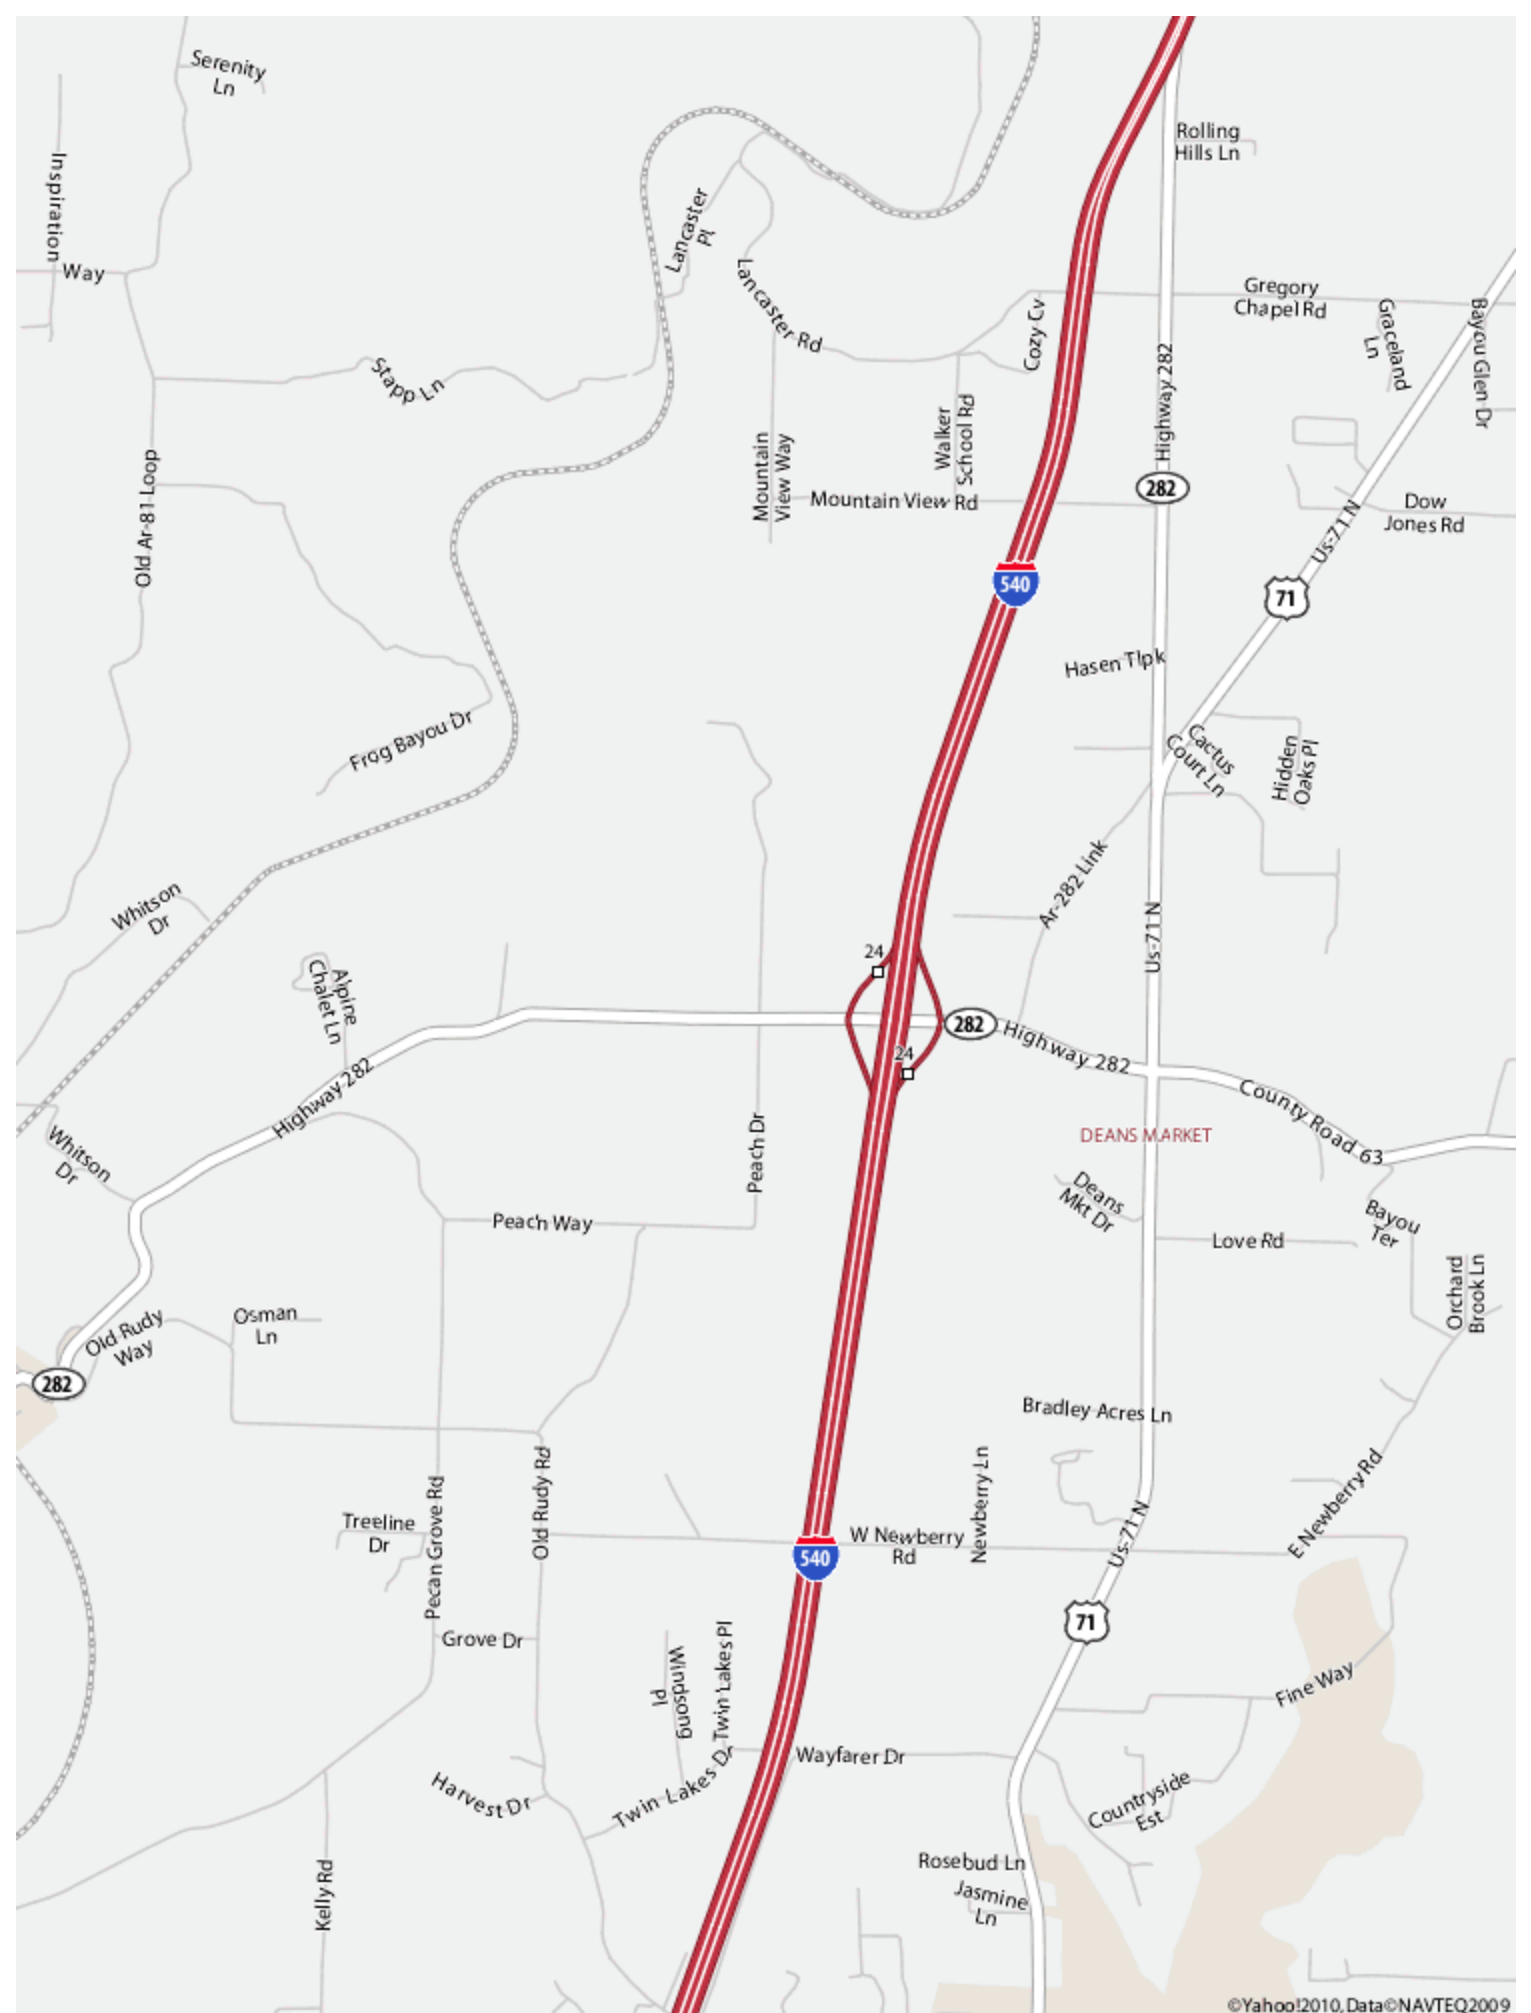 Serenity
Ln
Rolling
Hills Ln
Inspiration
Way
Lancaster
Pl
Lancaster Rd
Cozy Cv
Gregory
Chapel Rd
Graceland
Ln
Bayou Glen Dr
Stapp Ln
Highway 282
Walker
School Rd
Mountain
View Way
Mountain View Rd
282
Old Ar-81 Loop
Dow
Jones Rd
Us-71 N
540
71
Hasen Tlpk
Frog Bayou Dr
Cactus
Court Ln
Hidden
Oaks Pl
Ar-282 Link
Whitson
Dr
Us-71 N
24
Alpine
Chalet Ln
282
Highway 282
24
Highway 282
County Road 63
DEANS MARKET
Whitson
Dr
Peach Dr
Deans
Mkt Dr
Peach Way
Bayou
Ter
Love Rd
Orchard
Brook Ln
Osman
Ln
Old Rudy
Way
282
Bradley Acres Ln
Old Rudy Rd
Newberry Ln
E Newberry Rd
Pecan Grove Rd
Treeline
Dr
W Newberry
Rd
Us-71 N
540
71
Grove Dr
Windsong
Pl
Twin Lakes Pl
Fine Way
Wayfarer Dr
Twin Lakes Dr
Harvest Dr
Countryside
Est
Rosebud Ln
Jasmine
Ln
Kelly Rd
©Yahoo!2010, Data©NAVTEQ2009